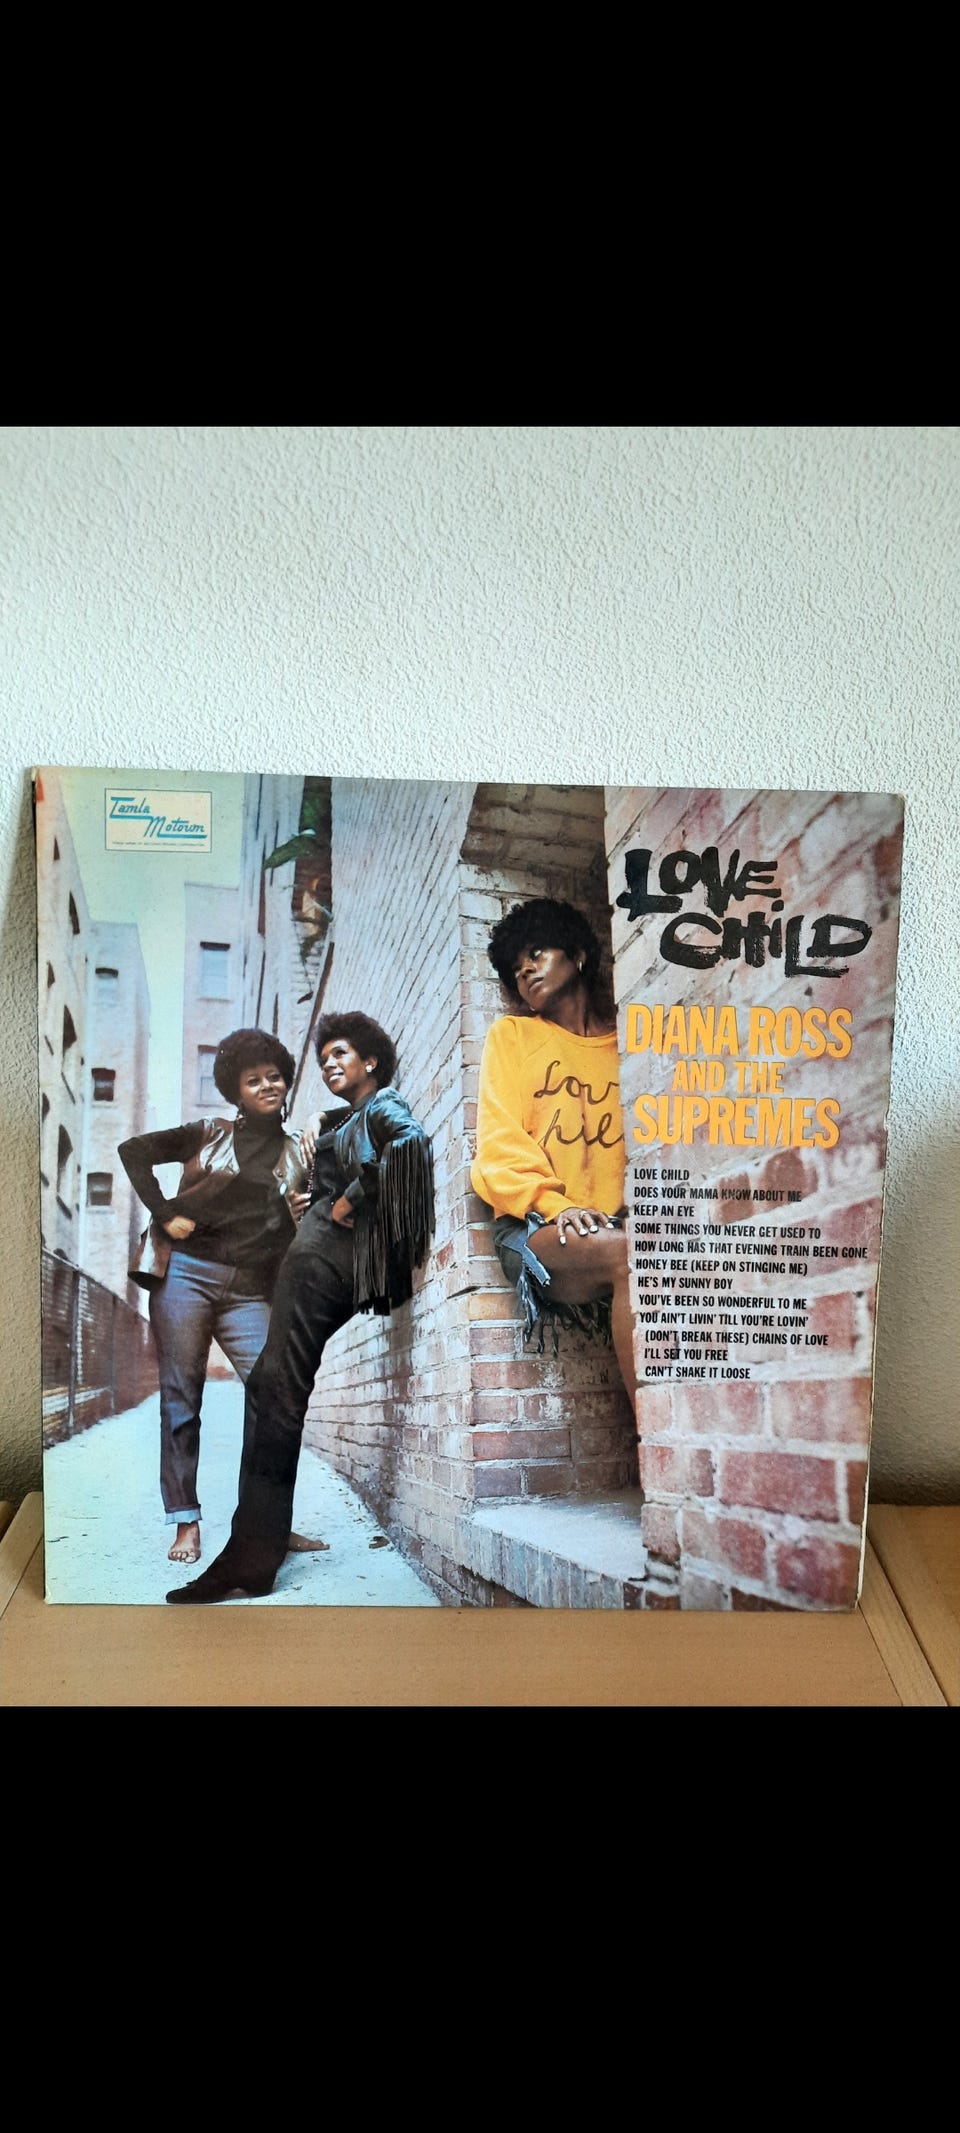 Tamla
Motown
LOVE
CHILD
DIANA ROSS
AND THE
SUPREMES
Lov
hil
LOVE CHILD
DOES YOUR MAMA KNOW ABOUT ME
KEEP AN EYE
SOME THINGS YOU NEVER GET USED TO
HOW LONG HAS THAT EVENING TRAIN BEEN GONE
HONEY BEE (KEEP ON STINGING ME)
HE'S MY SUNNY BOY
YOU'VE BEEN SO WONDERFUL TO ME
YOU AIN'T LIVIN' TILL YOU'RE LOVIN'
(DON'T BREAK THESE) CHAINS OF LOVE
I'LL SET YOU FREE
CAN'T SHAKE IT LOOSE